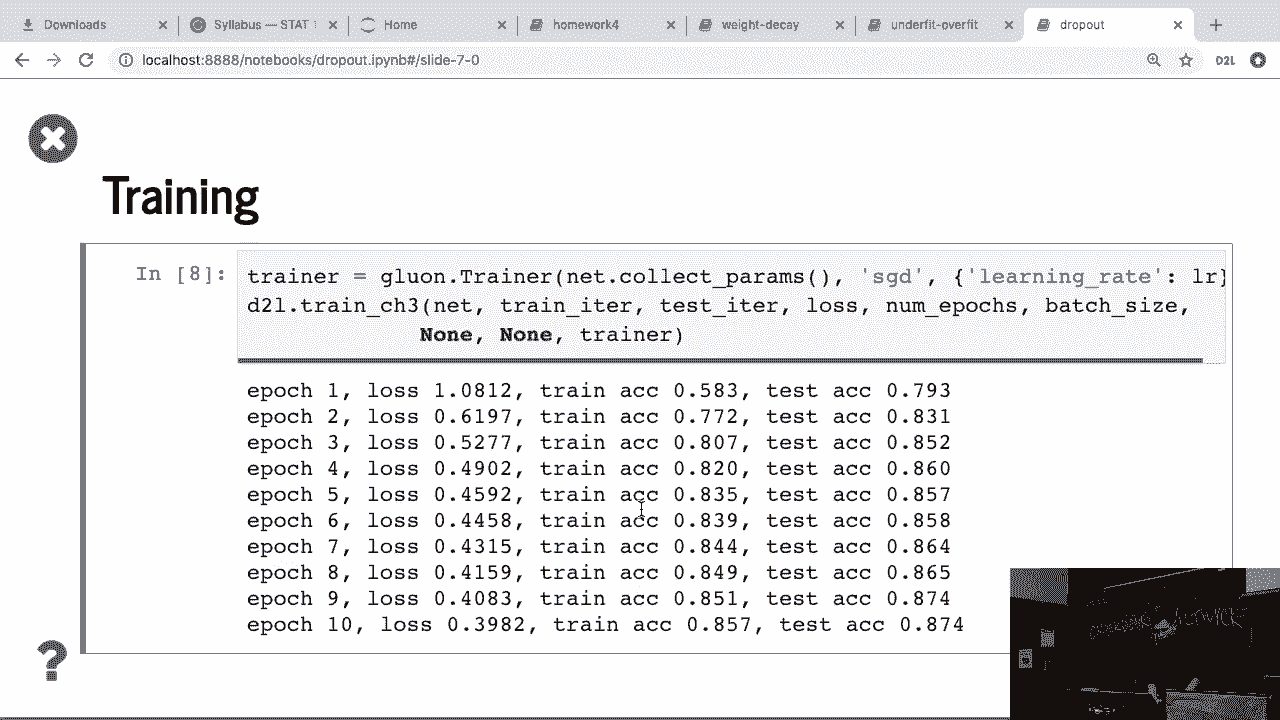 Downloads
Syllabus — STAT 1
Home
homework4
weight-decay
underfit-overfit
dropout
localhost:8888/notebooks/dropout.ipynb#/slide-7-0
D2L
Training
In [8]:
trainer = gluon.Trainer(net.collect_params(), 'sgd', {'learning_rate': lr}
d2l.train_ch3(net, train_iter, test_iter, loss, num_epochs, batch_size,
None, None, trainer)
epoch 1, loss 1.0812, train acc 0.583, test acc 0.793
epoch 2, loss 0.6197, train acc 0.772, test acc 0.831
epoch 3, loss 0.5277, train acc 0.807, test acc 0.852
epoch 4, loss 0.4902, train acc 0.820, test acc 0.860
epoch 5, loss 0.4592, train acc 0.835, test acc 0.857
epoch 6, loss 0.4458, train acc 0.839, test acc 0.858
epoch 7, loss 0.4315, train acc 0.844, test acc 0.864
epoch 8, loss 0.4159, train acc 0.849, test acc 0.865
epoch 9, loss 0.4083, train acc 0.851, test acc 0.874
epoch 10, loss 0.3982, train acc 0.857, test acc 0.874
?